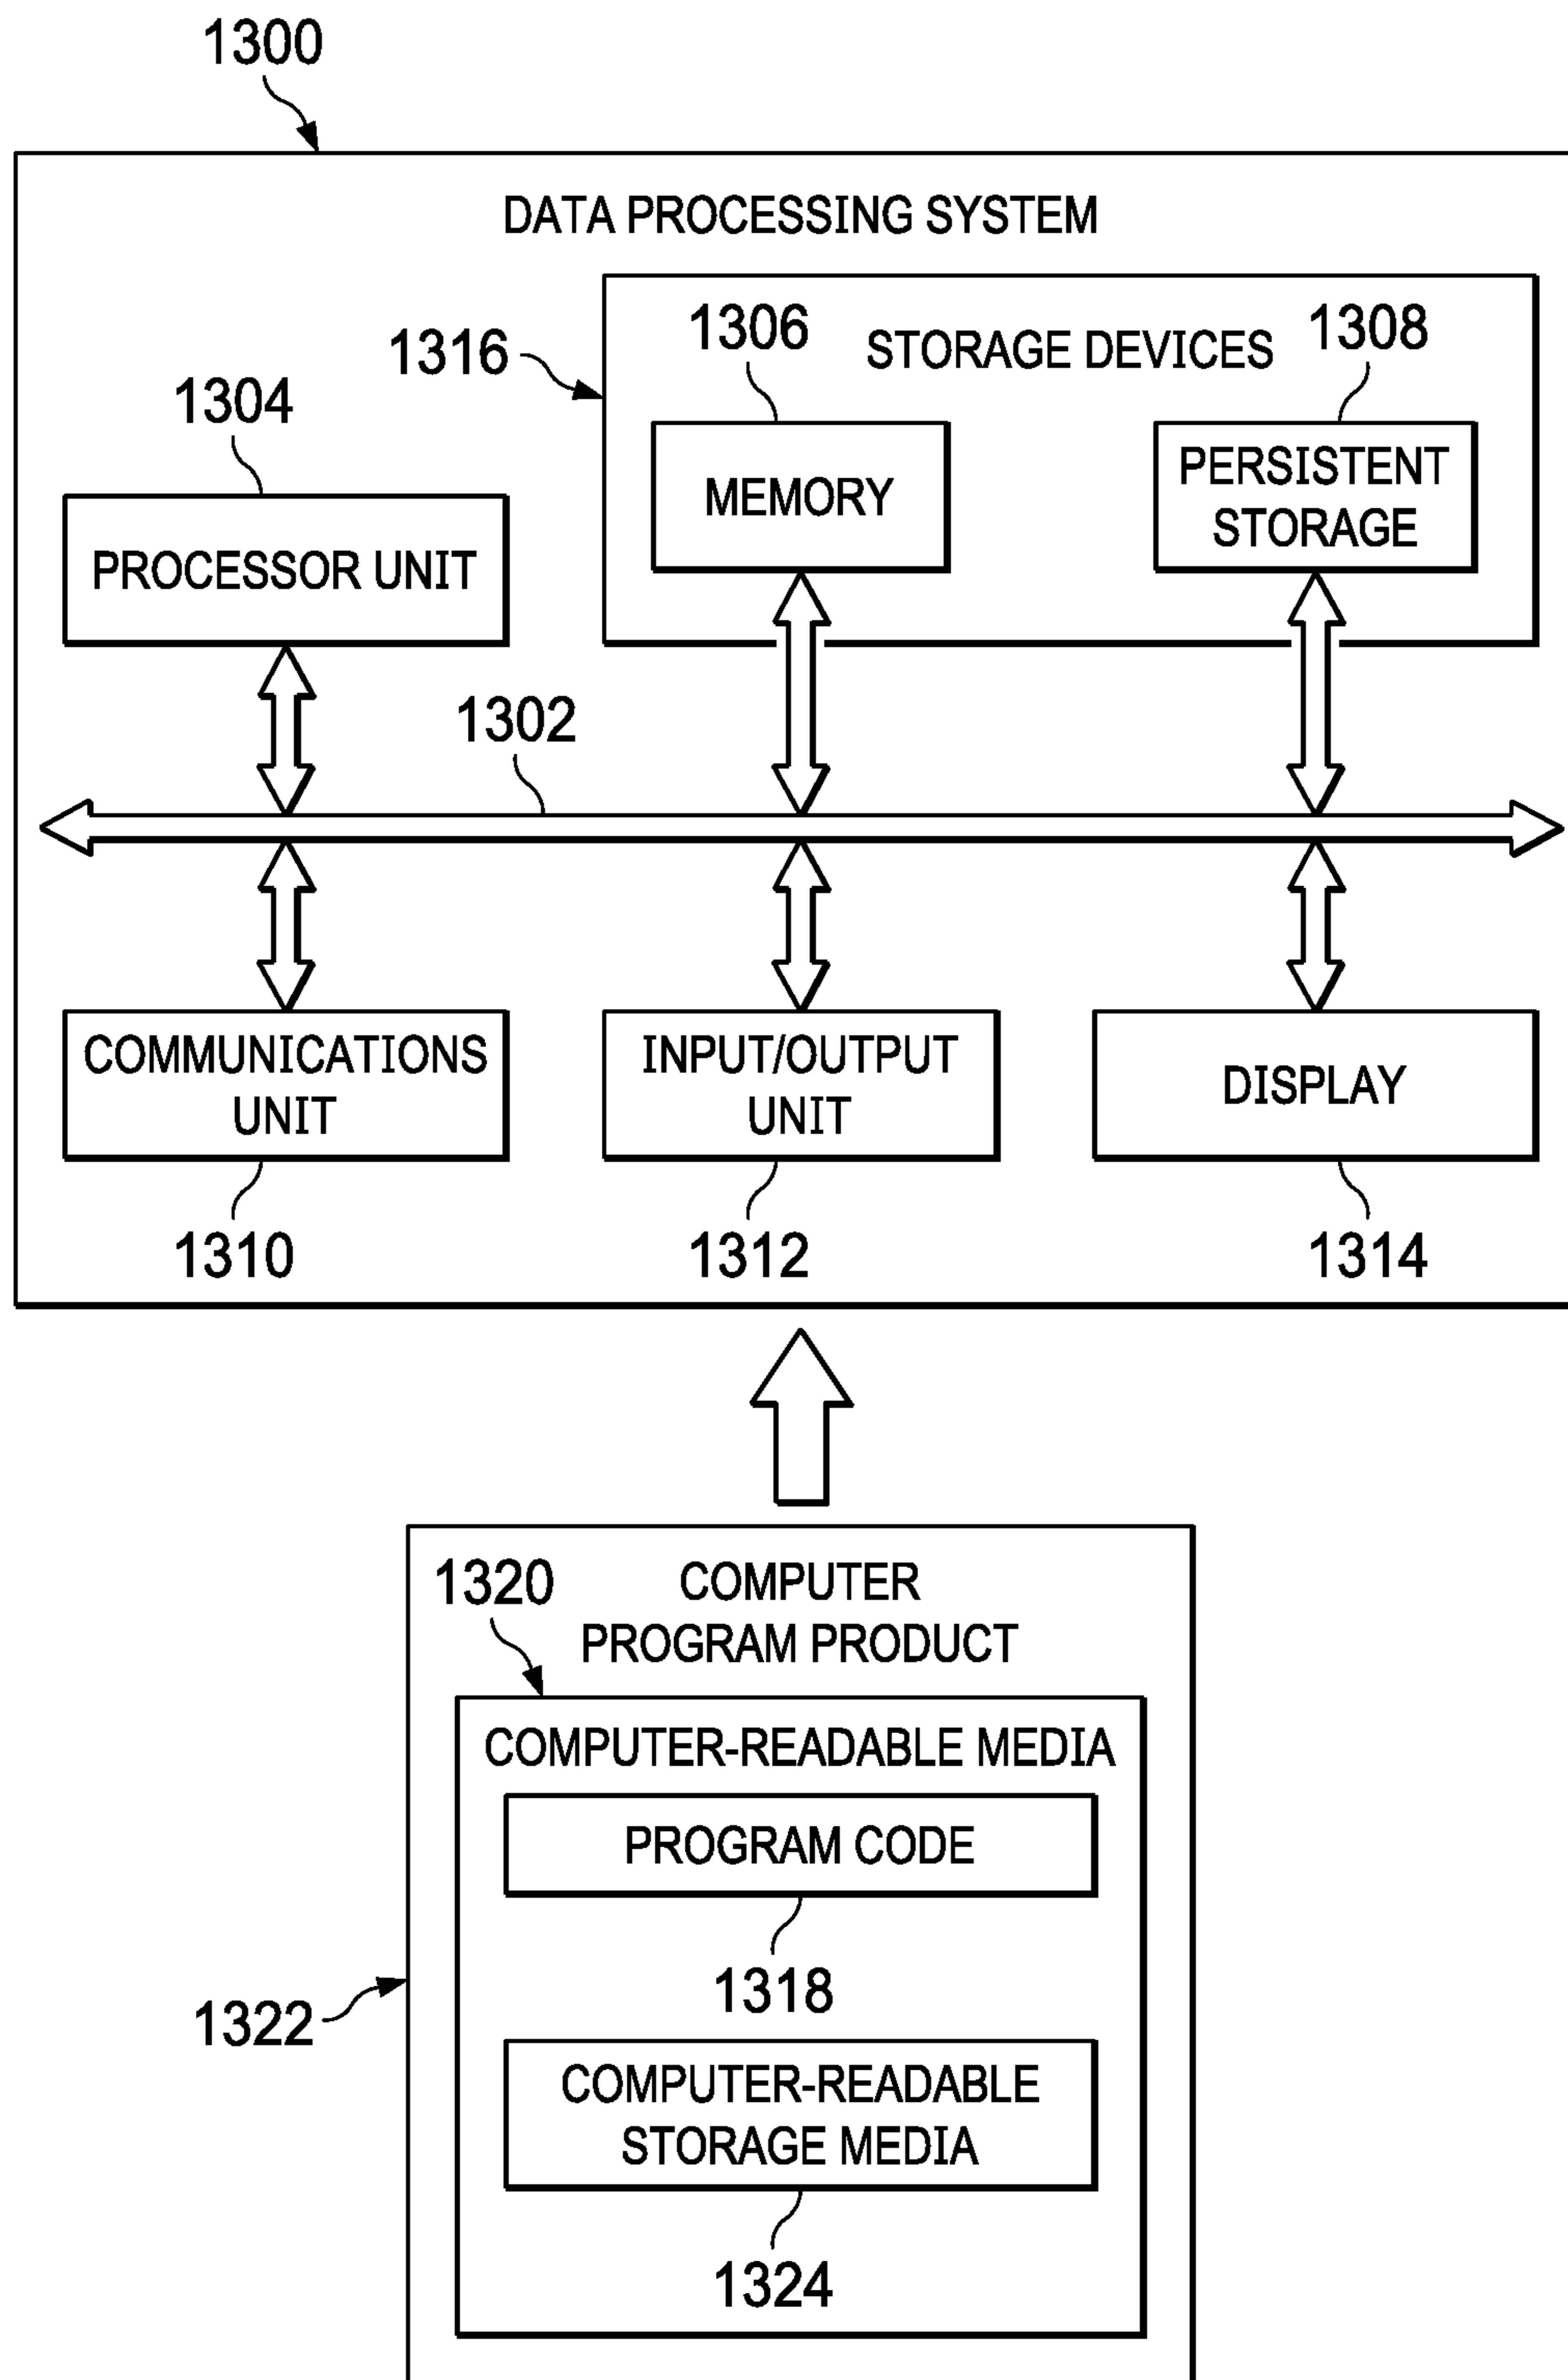 1300
DATA PROCESSING SYSTEM
1316
1306
STORAGE DEVICES
1308
1304
MEMORY
PERSISTENT
STORAGE
PROCESSOR UNIT
1302
COMMUNICATIONS
UNIT
INPUT/OUTPUT
UNIT
DISPLAY
1310
1312
1314
1320
COMPUTER
PROGRAM PRODUCT
COMPUTER-READABLE MEDIA
PROGRAM CODE
1318
1322
COMPUTER-READABLE
STORAGE MEDIA
1324